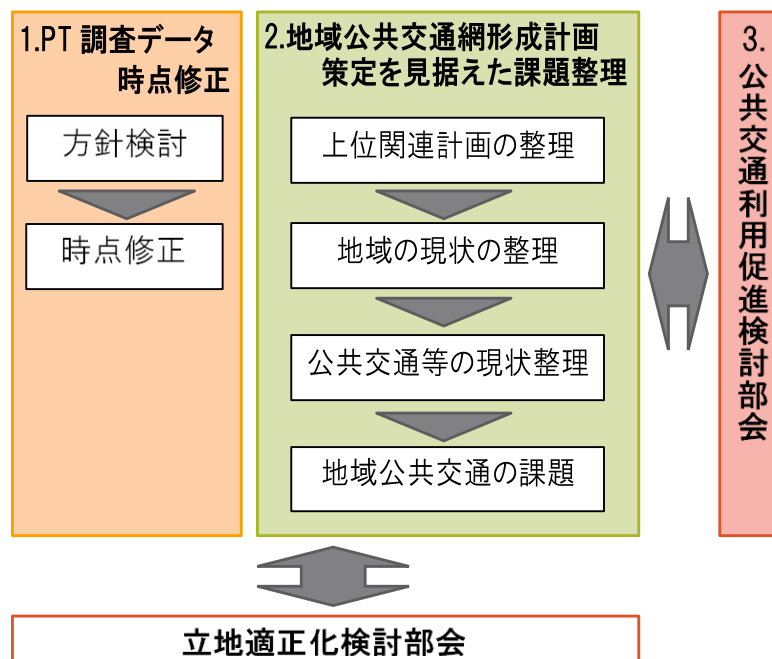 1.PT 調査データ
時点修正
方針検討
時点修正
2.地域公共交通網形成計画
策定を見据えた課題整理
上位関連計画の整理
地域の現状の整理
公共交通等の現状整理
地域公共交通の課題
3.
公共交通利用促進検討部会
立地適正化検討部会